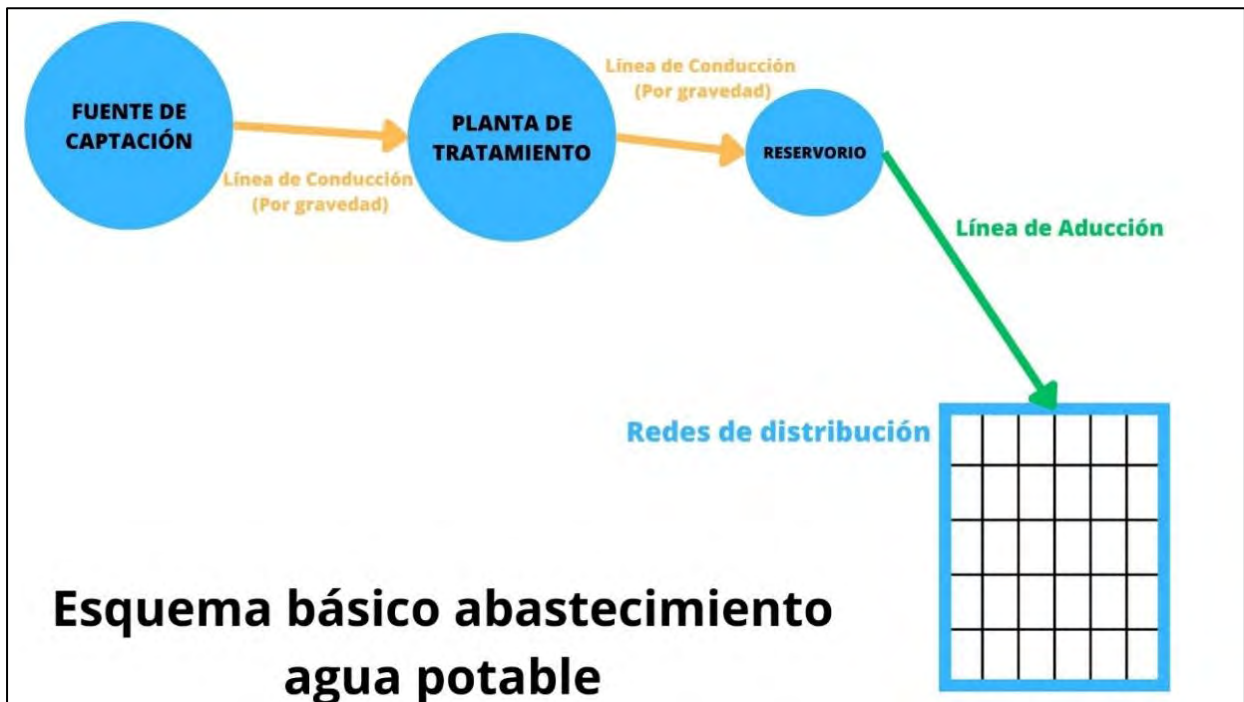 FUENTE DE
CAPTACIÓN
Línea de Conducción
(Por gravedad)
PLANTA DE
TRATAMIENTO
Línea de Conducción
(Por gravedad)
RESERVORIO
Línea de Aducción
Redes de distribución
Esquema básico abastecimiento
agua potable